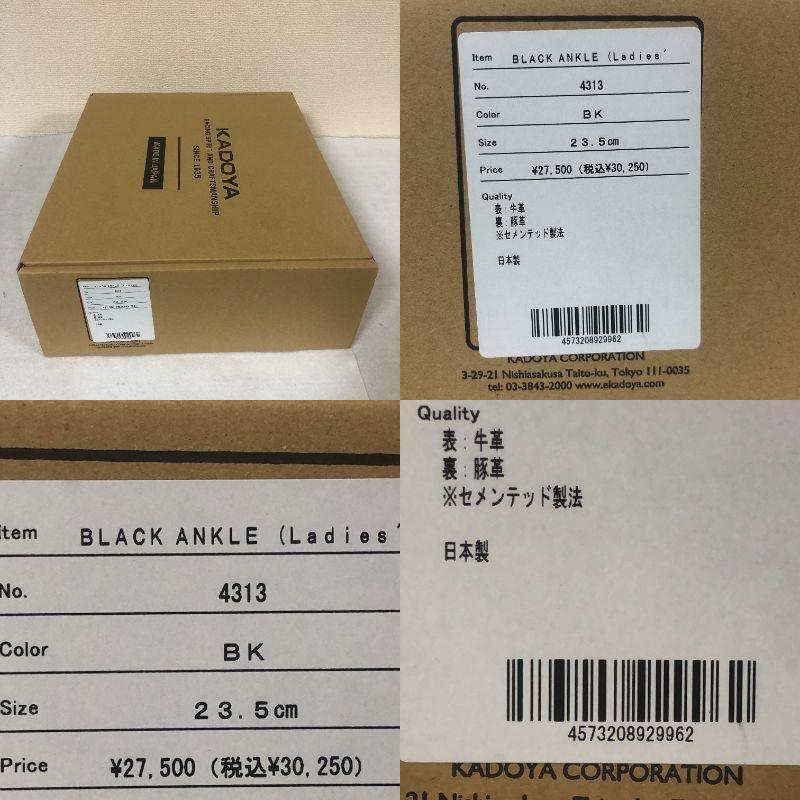 KADOYA
RACING SPIRIT AND CRAFTSMANSHIP
SINCE 1935
MADE IN JAPAN
Item BLACK ANKLE (Ladies'
No. 4313
Color BK
Size 23.5cm
Price ¥27,500 (税込¥30,250)
Quality
表:牛革
裏:豚革
※セメンテッド製法
日本製
4573208929962
KADOYA CORPORATION
3-29-21 Nishiasakusa Taito-ku, Tokyo 111-0035
tel: 03-3843-2000 www.ekadoya.com
Item BLACK ANKLE (Ladies'
No. 4313
Color BK
Size 23.5cm
Price ¥27,500 (税込¥30,250)
Quality
表:牛革
裏:豚革
※セメンテッド製法
日本製
4573208929962
KADOYA CORPORATION